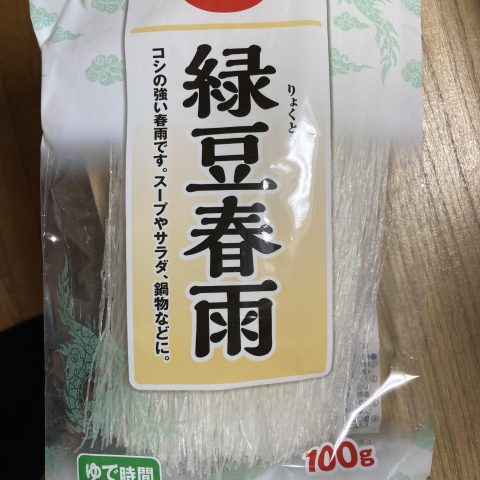 緑豆春雨
りょくとう
コシの強い春雨です。スープやサラダ、鍋物などに。
100g
ゆで時間